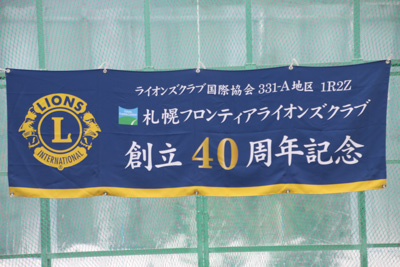 ライオンズクラブ国際協会 331-A地区 1R2Z
札幌フロンティアライオンズクラブ
創立40周年記念
LIONS
L
INTERNATIONAL